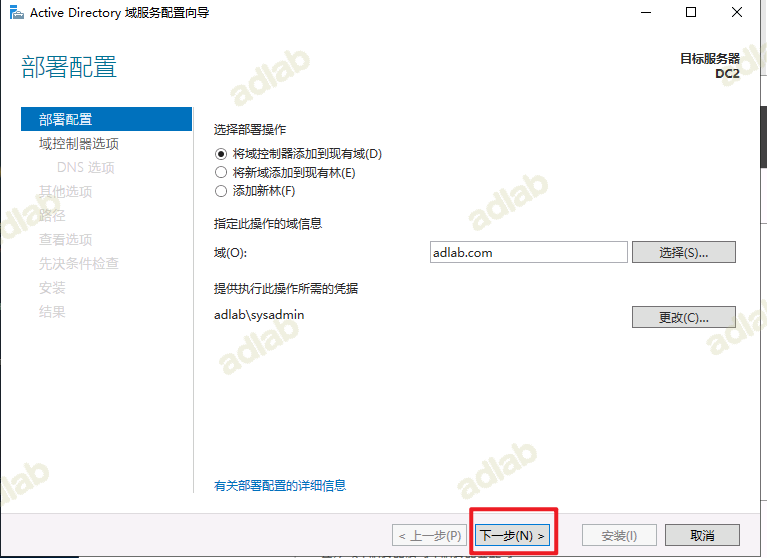 Active Directory 域服务配置向导
部署配置
目标服务器
DC2
部署配置
域控制器选项
DNS 选项
其他选项
路径
查看选项
先决条件检查
安装
结果
选择部署操作
将域控制器添加到现有域(D)
将新域添加到现有林(E)
添加新林(F)
指定此操作的域信息
域(O):
adlab.com
选择(S)...
提供执行此操作所需的凭据
adlab\sysadmin
更改(C)...
有关部署配置的详细信息
< 上一步(P)
下一步(N) >
安装(I)
取消
adlab
adlab
adlab
adlab
adlab
adlab
adlab
adlab